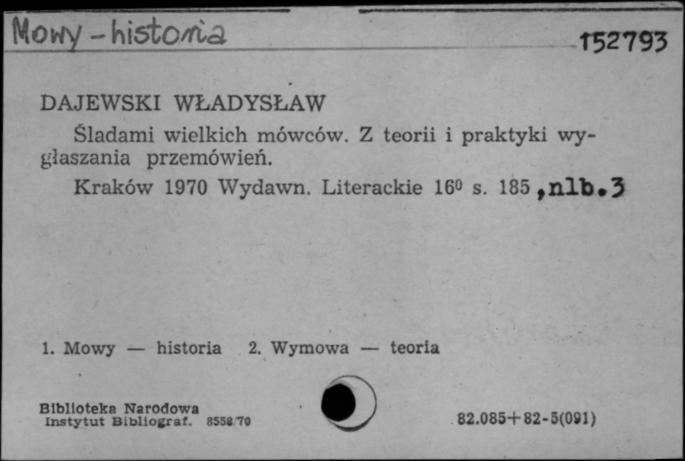 Mowy - historia
152793
DAJEWSKI WŁADYSŁAW
Śladami wielkich mówców. Z teorii i praktyki wy-
głaszania przemówień.
Kraków 1970 Wydawn. Literackie 16⁰ s. 185, nlb. 3
1. Mowy — historia 2. Wymowa — teoria
Biblioteka Narodowa
Instytut Bibliograf. 8558/70
82.085+82-5(091)